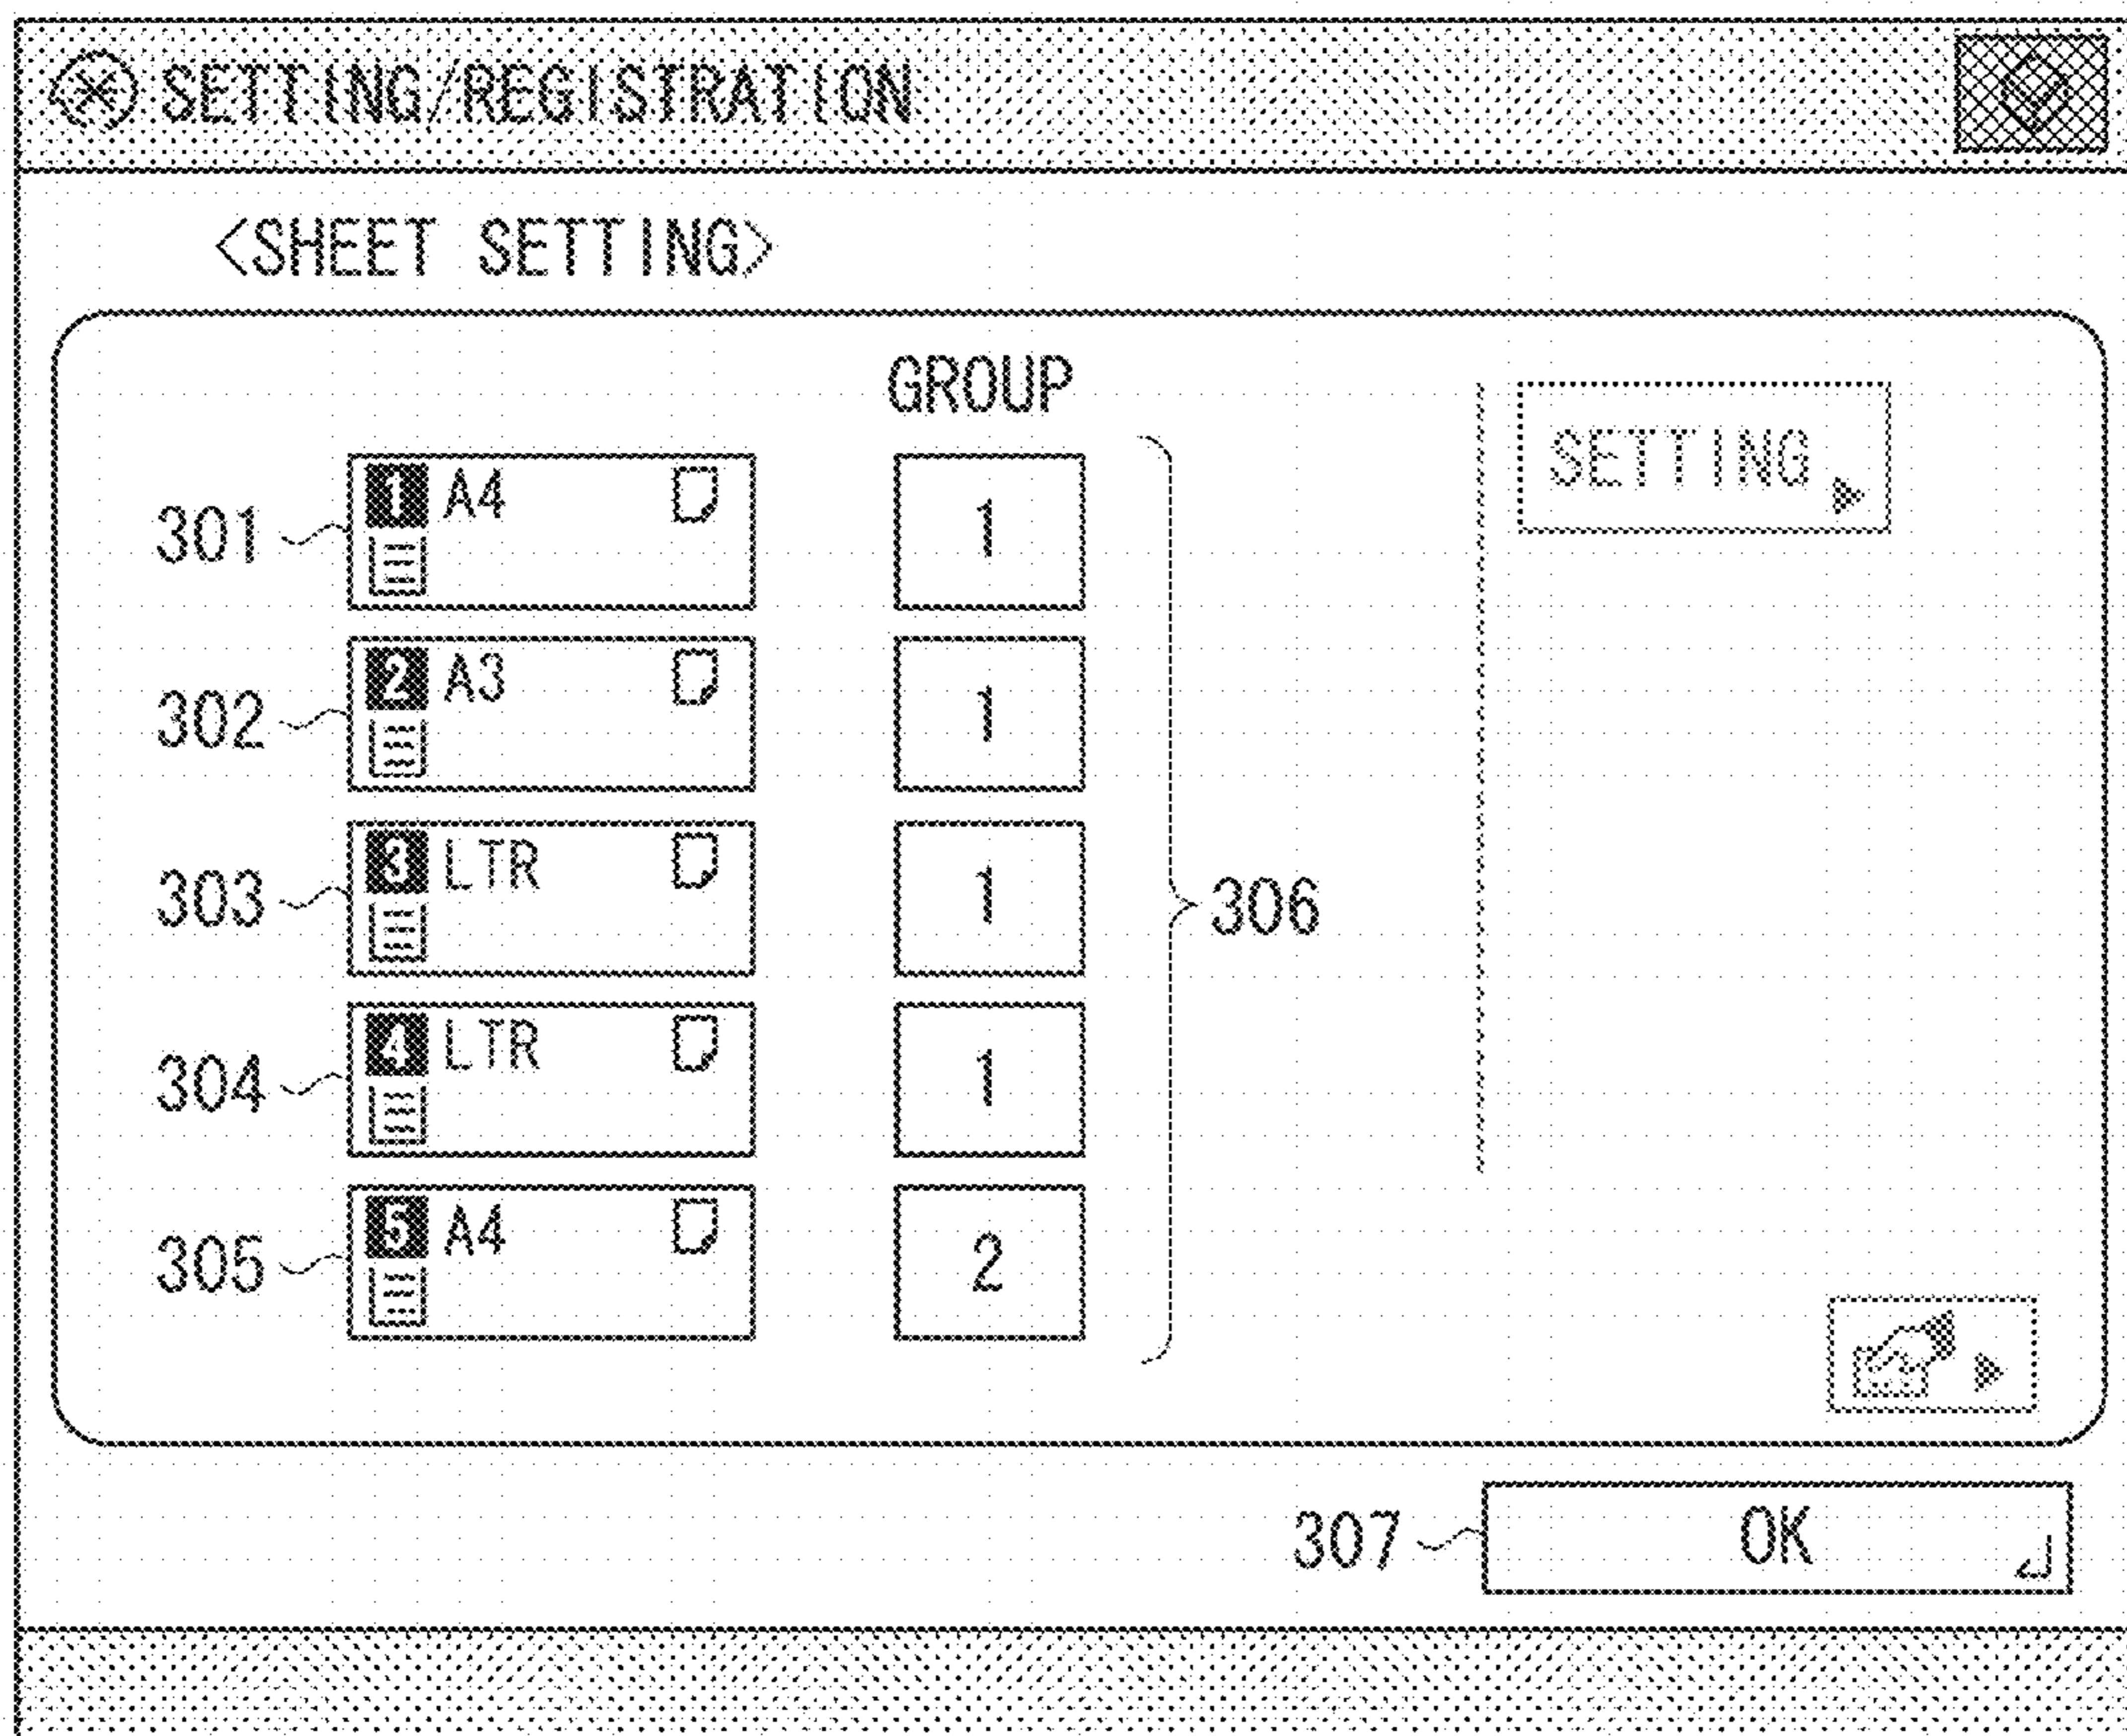 SETTING/REGISTRATION
<SHEET SETTING>
GROUP
SETTING
301 1 A4 1
302 2 A3 1
303 3 LTR 1
306
304 4 LTR 1
305 5 A4 2
307 OK